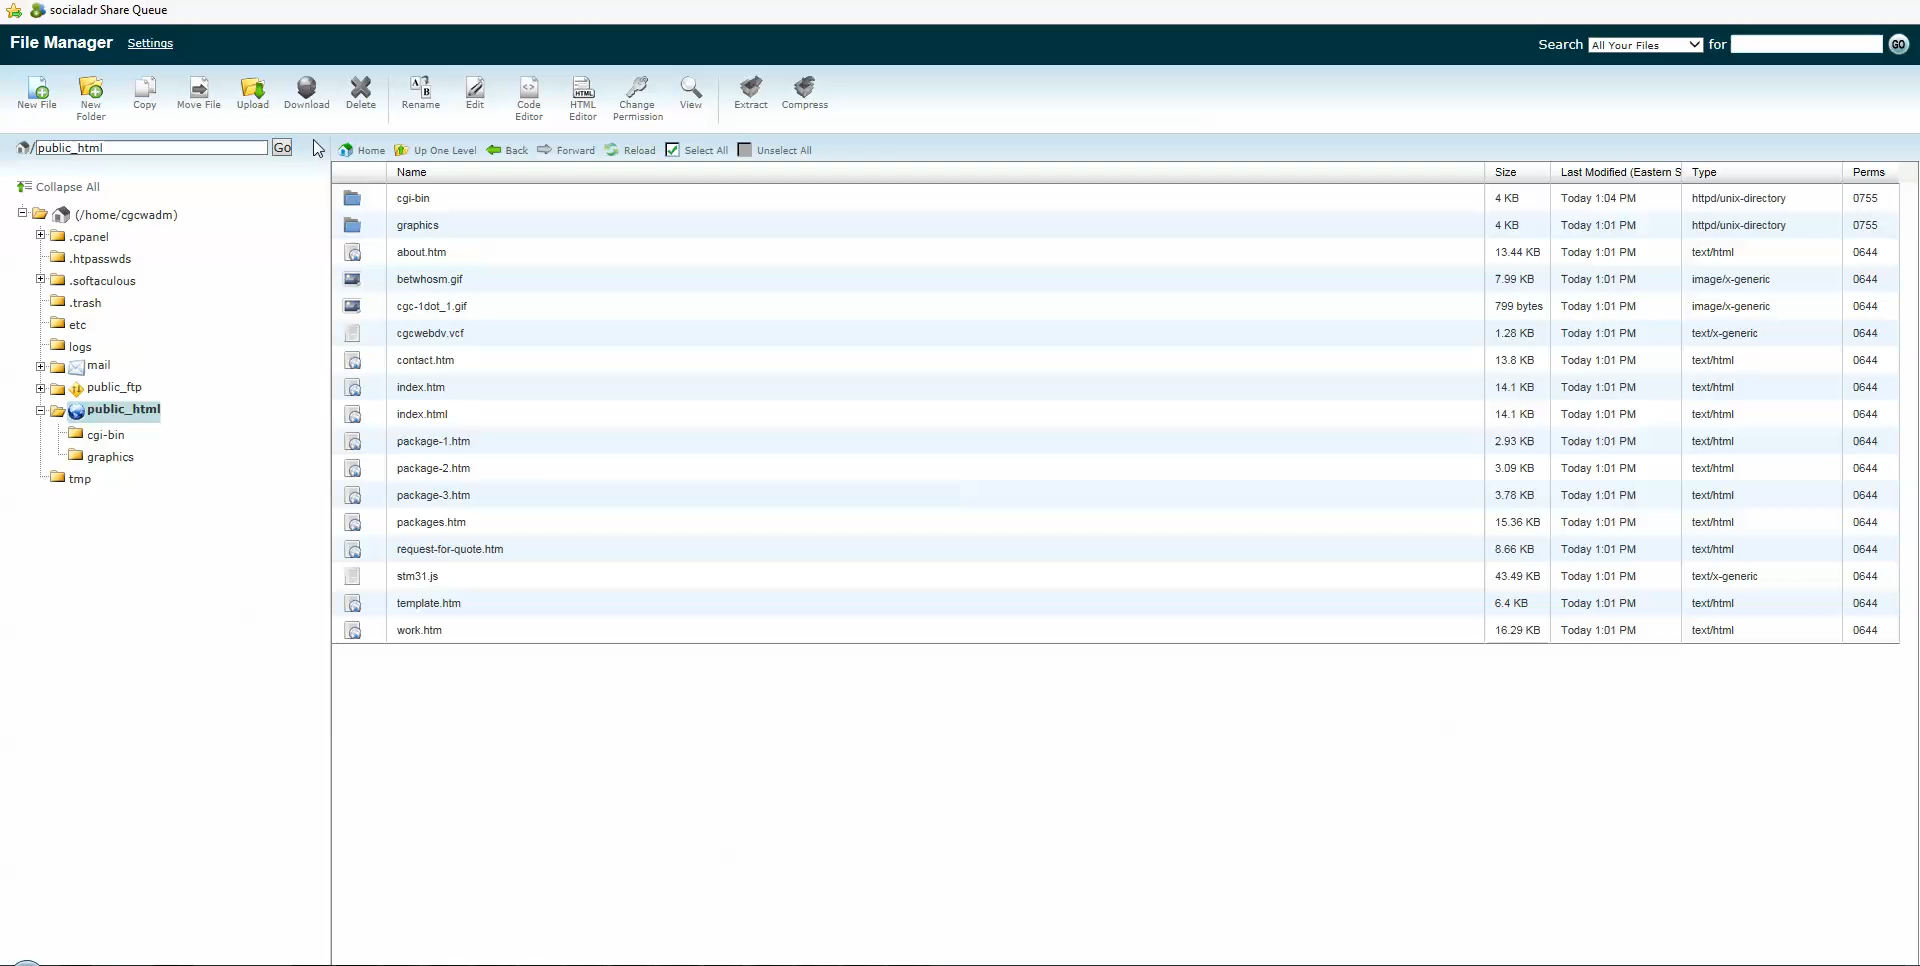 socialadr Share Queue
File Manager Settings Search All Your Files for GO
New File New Folder Copy Move File Upload Download Delete Rename Edit Code Editor HTML Editor Change Permission View Extract Compress
/public_html Go Home Up One Level Back Forward Reload Select All Unselect All
Name Size Last Modified (Eastern S Type Perms
Collapse All
(/home/cgcwadm)
.cpanel
.htpasswds
.softaculous
.trash
etc
logs
mail
public_ftp
public_html
cgi-bin
graphics
tmp
cgi-bin 4 KB Today 1:04 PM httpd/unix-directory 0755
graphics 4 KB Today 1:01 PM httpd/unix-directory 0755
about.htm 13.44 KB Today 1:01 PM text/html 0644
betwhosm.gif 7.99 KB Today 1:01 PM image/x-generic 0644
cgc-1dot_1.gif 799 bytes Today 1:01 PM image/x-generic 0644
cgcwebdv.vcf 1.28 KB Today 1:01 PM text/x-generic 0644
contact.htm 13.8 KB Today 1:01 PM text/html 0644
index.htm 14.1 KB Today 1:01 PM text/html 0644
index.html 14.1 KB Today 1:01 PM text/html 0644
package-1.htm 2.93 KB Today 1:01 PM text/html 0644
package-2.htm 3.09 KB Today 1:01 PM text/html 0644
package-3.htm 3.78 KB Today 1:01 PM text/html 0644
packages.htm 15.36 KB Today 1:01 PM text/html 0644
request-for-quote.htm 8.66 KB Today 1:01 PM text/html 0644
stm31.js 43.49 KB Today 1:01 PM text/x-generic 0644
template.htm 6.4 KB Today 1:01 PM text/html 0644
work.htm 16.29 KB Today 1:01 PM text/html 0644